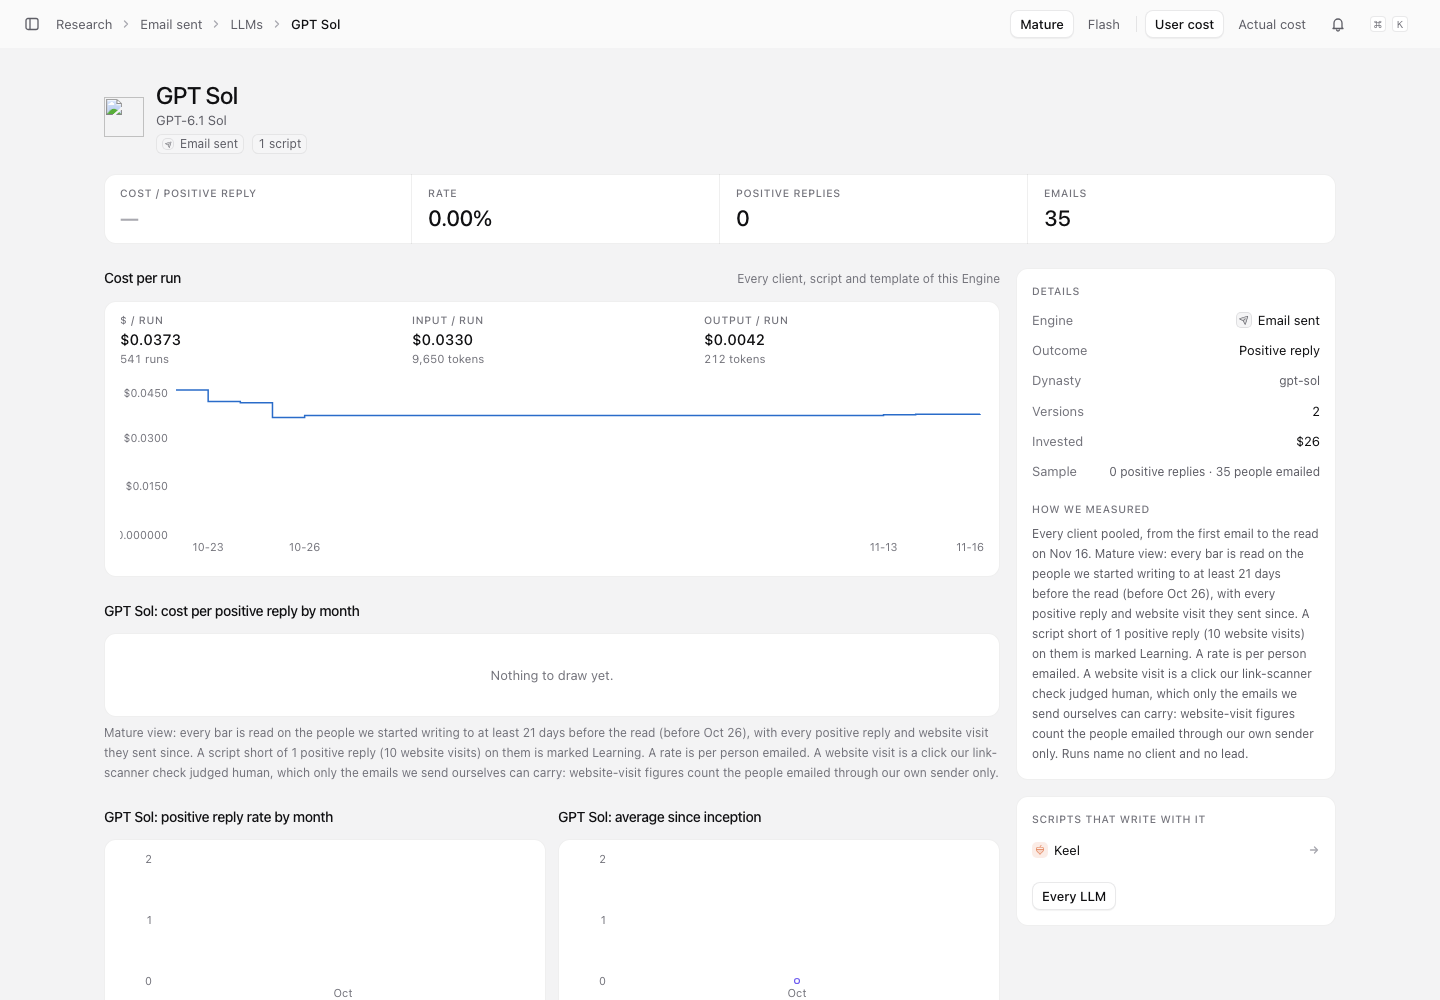 Research
Email sent
LLMs
GPT Sol
Mature
Flash
User cost
Actual cost
⌘
K
GPT Sol
GPT-6.1 Sol
Email sent
1 script
COST / POSITIVE REPLY
—
RATE
0.00%
POSITIVE REPLIES
0
EMAILS
35
Cost per run
Every client, script and template of this Engine
$ / RUN
$0.0373
541 runs
INPUT / RUN
$0.0330
9,650 tokens
OUTPUT / RUN
$0.0042
212 tokens
$0.0450
$0.0300
$0.0150
0.000000
10-23
10-26
11-13
11-16
GPT Sol: cost per positive reply by month
Nothing to draw yet.
Mature view: every bar is read on the people we started writing to at least 21 days before the read (before Oct 26), with every positive reply and website visit
they sent since. A script short of 1 positive reply (10 website visits) on them is marked Learning. A rate is per person emailed. A website visit is a click our link-
scanner check judged human, which only the emails we send ourselves can carry: website-visit figures count the people emailed through our own sender only.
GPT Sol: positive reply rate by month
2
1
0
Oct
GPT Sol: average since inception
2
1
0
Oct
DETAILS
Engine
Email sent
Outcome
Positive reply
Dynasty
gpt-sol
Versions
2
Invested
$26
Sample
0 positive replies · 35 people emailed
HOW WE MEASURED
Every client pooled, from the first email to the read
on Nov 16. Mature view: every bar is read on the
people we started writing to at least 21 days
before the read (before Oct 26), with every
positive reply and website visit they sent since. A
script short of 1 positive reply (10 website visits)
on them is marked Learning. A rate is per person
emailed. A website visit is a click our link-scanner
check judged human, which only the emails we
send ourselves can carry: website-visit figures
count the people emailed through our own sender
only. Runs name no client and no lead.
SCRIPTS THAT WRITE WITH IT
Keel
Every LLM